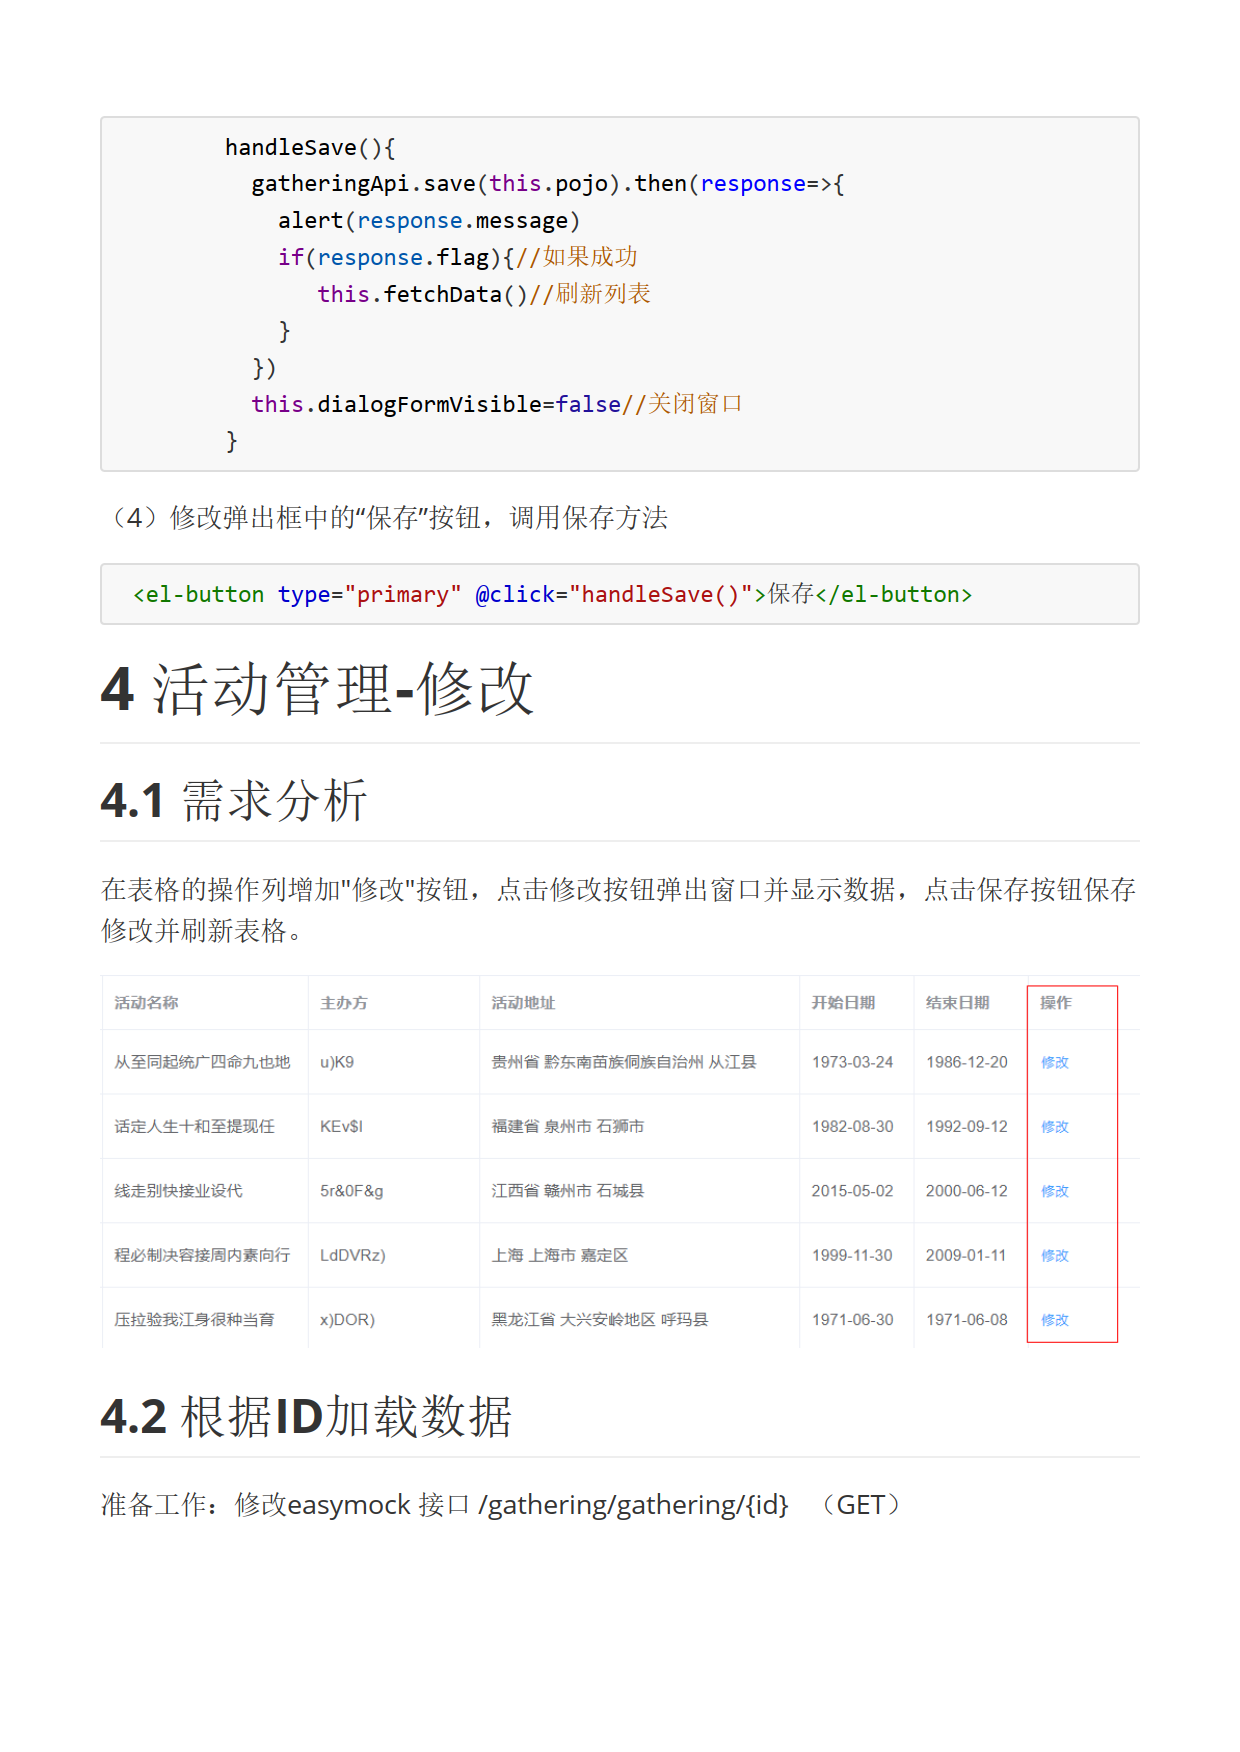 handleSave(){
gatheringApi.save(this.pojo).then(response=>{
alert(response.message)
if(response.flag){//如果成功
this.fetchData()//刷新列表
}
})
this.dialogFormVisible=false//关闭窗口
}
（4）修改弹出框中的“保存”按钮，调用保存方法
<el-button type="primary" @click="handleSave()">保存</el-button>
4 活动管理-修改
4.1 需求分析
在表格的操作列增加"修改"按钮，点击修改按钮弹出窗口并显示数据，点击保存按钮保存
修改并刷新表格。
活动名称 主办方 活动地址 开始日期 结束日期 操作
从至同起统广四命九也地 u)K9 贵州省 黔东南苗族侗族自治州 从江县 1973-03-24 1986-12-20 修改
话定人生十和至提现任 KEv$I 福建省 泉州市 石狮市 1982-08-30 1992-09-12 修改
线走别快接业设代 5r&0F&g 江西省 赣州市 石城县 2015-05-02 2000-06-12 修改
程必制决容接周内素向行 LdDVRz) 上海 上海市 嘉定区 1999-11-30 2009-01-11 修改
压拉验我江身很种当育 x)DOR) 黑龙江省 大兴安岭地区 呼玛县 1971-06-30 1971-06-08 修改
4.2 根据ID加载数据
准备工作：修改easymock 接口 /gathering/gathering/{id} （GET）